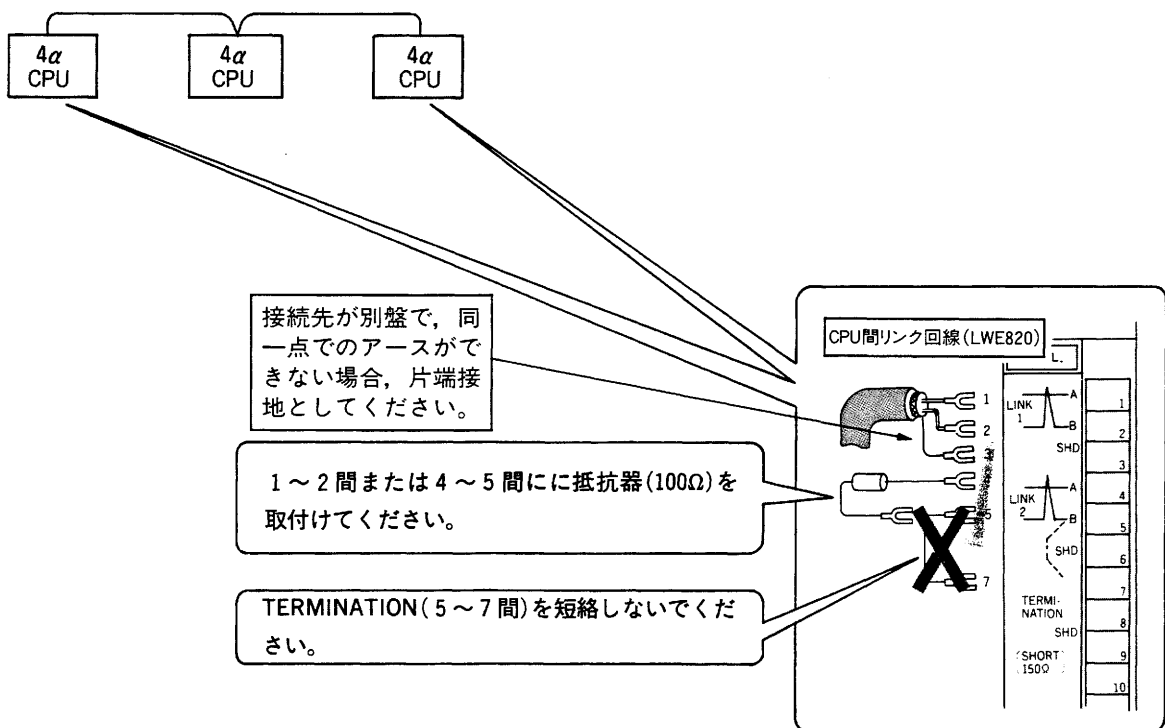 4α
CPU
4α
CPU
4α
CPU
接続先が別盤で，同
一点でのアースがで
きない場合，片端接
地としてください。
1～2間または4～5間にに抵抗器(100Ω)を
取付けてください。
TERMINATION(5～7間)を短絡しないでくだ
さい。
CPU間リンク回線(LWE820)
L.
1
2
3
5
7
LINK
1
A
B
SHD
LINK
2
A
B
SHD
TERMI-
NATION
SHD
(SHORT
150Ω)
1
2
3
4
5
6
7
8
9
10